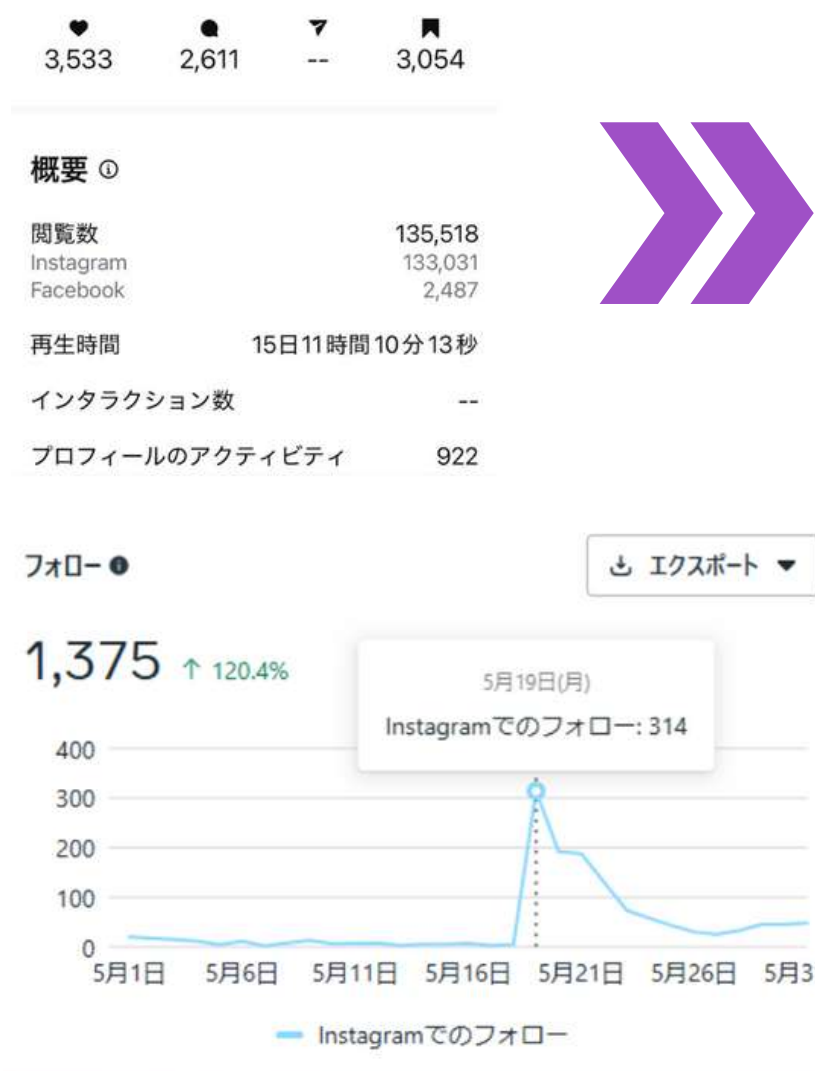 3,533 2,611 -- 3,054
概要
閲覧数 135,518
Instagram 133,031
Facebook 2,487
再生時間 15日11時間10分13秒
インタラクション数 --
プロフィールのアクティビティ 922
フォロー エクスポート
1,375 ↑ 120.4%
5月19日(月)
Instagramでのフォロー: 314
400
300
200
100
0
5月1日 5月6日 5月11日 5月16日 5月21日 5月26日 5月3
Instagramでのフォロー